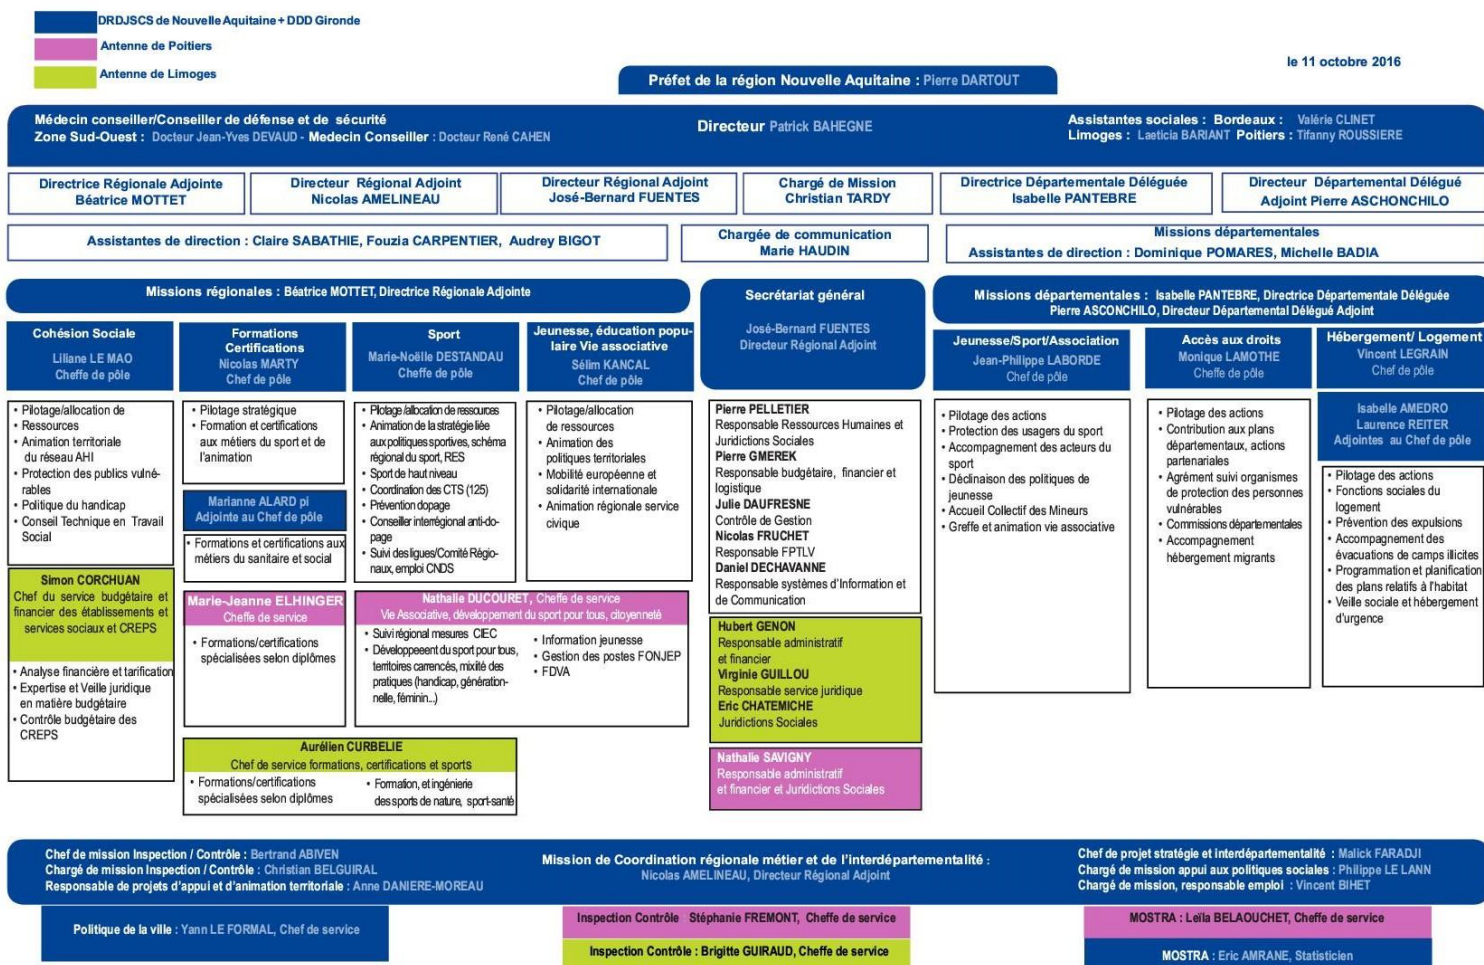 DRDJSCS de Nouvelle Aquitaine + DDD Gironde
Antenne de Poitiers
Antenne de Limoges
le 11 octobre 2016
Préfet de la région Nouvelle Aquitaine : Pierre DARTOUT
Médecin conseiller/Conseiller de défense et de sécurité
Zone Sud-Ouest : Docteur Jean-Yves DEVAUD - Medecin Conseiller : Docteur René CAHEN
Directeur Patrick BAHEGNE
Assistantes sociales : Bordeaux : Valérie CLINET
Limoges : Laeticia BARIANT Poitiers : Tifanny ROUSSIERE
Directrice Régionale Adjointe
Béatrice MOTTET
Directeur Régional Adjoint
Nicolas AMELINEAU
Directeur Régional Adjoint
José-Bernard FUENTES
Chargé de Mission
Christian TARDY
Directrice Départementale Déléguée
Isabelle PANTEBRE
Directeur Départemental Délégué
Adjoint Pierre ASCHONCHILO
Assistantes de direction : Claire SABATHIE, Fouzia CARPENTIER, Audrey BIGOT
Chargée de communication
Marie HAUDIN
Missions départementales
Assistantes de direction : Dominique POMARES, Michelle BADIA
Missions régionales : Béatrice MOTTET, Directrice Régionale Adjointe
Cohésion Sociale
Liliane LE MAO
Cheffe de pôle
• Pilotage/allocation de
• Ressources
• Animation territoriale
du réseau AHI
• Protection des publics vulné-
rables
• Politique du handicap
• Conseil Technique en Travail
Social
Simon CORCHUAN
Chef du service budgétaire et
financier des établissements et
services sociaux et CREPS
• Analyse financière et tarification
• Expertise et Veille juridique
en matière budgétaire
• Contrôle budgétaire des
CREPS
Formations
Certifications
Nicolas MARTY
Chef de pôle
• Pilotage stratégique
• Formation et certifications
aux métiers du sport et de
l'animation
Marianne ALARD pi
Adjointe au Chef de pôle
• Formations et certifications aux
métiers du sanitaire et social
Marie-Jeanne ELHINGER
Cheffe de service
• Formations/certifications
spécialisées selon diplômes
Sport
Marie-Noëlle DESTANDAU
Cheffe de pôle
• Pilotage /allocation de ressources
• Animation de la stratégie liée
aux politiques sportives, schéma
régional du sport, RES
• Sport de haut niveau
• Coordination des CTS (125)
• Prévention dopage
• Conseiller interrégional anti-do-
page
• Suivi des ligues/Comité Régio-
naux, emploi CNDS
Jeunesse, éducation popu-
laire Vie associative
Sélim KANCAL
Chef de pôle
• Pilotage/allocation
de ressources
• Animation des
politiques territoriales
• Mobilité européenne et
solidarité internationale
• Animation régionale service
civique
Nathalie DUCOURET, Cheffe de service
Vie Associative, développement du sport pour tous, citoyenneté
• Suivi régional mesures CIEC
• Développeent du sport pour tous,
territoires carrencés, mixité des
pratiques (handicap, génération-
nelle, féminin...)
• Information jeunesse
• Gestion des postes FONJEP
• FDVA
Aurélien CURBELIE
Chef de service formations, certifications et sports
• Formations/certifications
spécialisées selon diplômes
• Formation, et ingénierie
des sports de nature, sport-santé
Secrétariat général
José-Bernard FUENTES
Directeur Régional Adjoint
Pierre PELLETIER
Responsable Ressources Humaines et
Juridictions Sociales
Pierre GMEREK
Responsable budgétaire, financier et
logistique
Julie DAUFRESNE
Contrôle de Gestion
Nicolas FRUCHET
Responsable FPTLV
Daniel DECHAVANNE
Responsable systèmes d'Information et
de Communication
Hubert GENON
Responsable administratif
et financier
Virginie GUILLOU
Responsable service juridique
Eric CHATEMICHE
Juridictions Sociales
Nathalie SAVIGNY
Responsable administratif
et financier et Juridictions Sociales
Missions départementales : Isabelle PANTEBRE, Directrice Départementale Déléguée
Pierre ASCONCHILO, Directeur Départemental Délégué Adjoint
Jeunesse/Sport/Association
Jean-Philippe LABORDE
Chef de pôle
• Pilotage des actions
• Protection des usagers du sport
• Accompagnement des acteurs du
sport
• Déclinaison des politiques de
jeunesse
• Accueil Collectif des Mineurs
• Greffe et animation vie associative
Accès aux droits
Monique LAMOTHE
Cheffe de pôle
• Pilotage des actions
• Contribution aux plans
départementaux, actions
partenariales
• Agrément suivi organismes
de protection des personnes
vulnérables
• Commissions départementales
• Accompagnement
hébergement migrants
Hébergement/ Logement
Vincent LEGRAIN
Chef de pôle
Isabelle AMEDRO
Laurence REITER
Adjointes au Chef de pôle
• Pilotage des actions
• Fonctions sociales du
logement
• Prévention des expulsions
• Accompagnement des
évacuations de camps illicites
• Programmation et planification
des plans relatifs à l'habitat
• Veille sociale et hébergement
d'urgence
Chef de mission Inspection / Contrôle : Bertrand ABIVEN
Chargé de mission Inspection / Contrôle : Christian BELGUIRAL
Responsable de projets d'appui et d'animation territoriale : Anne DANIERE-MOREAU
Mission de Coordination régionale métier et de l'interdépartementalité :
Nicolas AMELINEAU, Directeur Régional Adjoint
Chef de projet stratégie et interdépartementalité : Malick FARADJI
Chargé de mission appui aux politiques sociales : Philippe LE LANN
Chargé de mission, responsable emploi : Vincent BIHET
Politique de la ville : Yann LE FORMAL, Chef de service
Inspection Contrôle Stéphanie FREMONT, Cheffe de service
Inspection Contrôle : Brigitte GUIRAUD, Cheffe de service
MOSTRA : Leïla BELAOUCHET, Cheffe de service
MOSTRA : Eric AMRANE, Statisticien